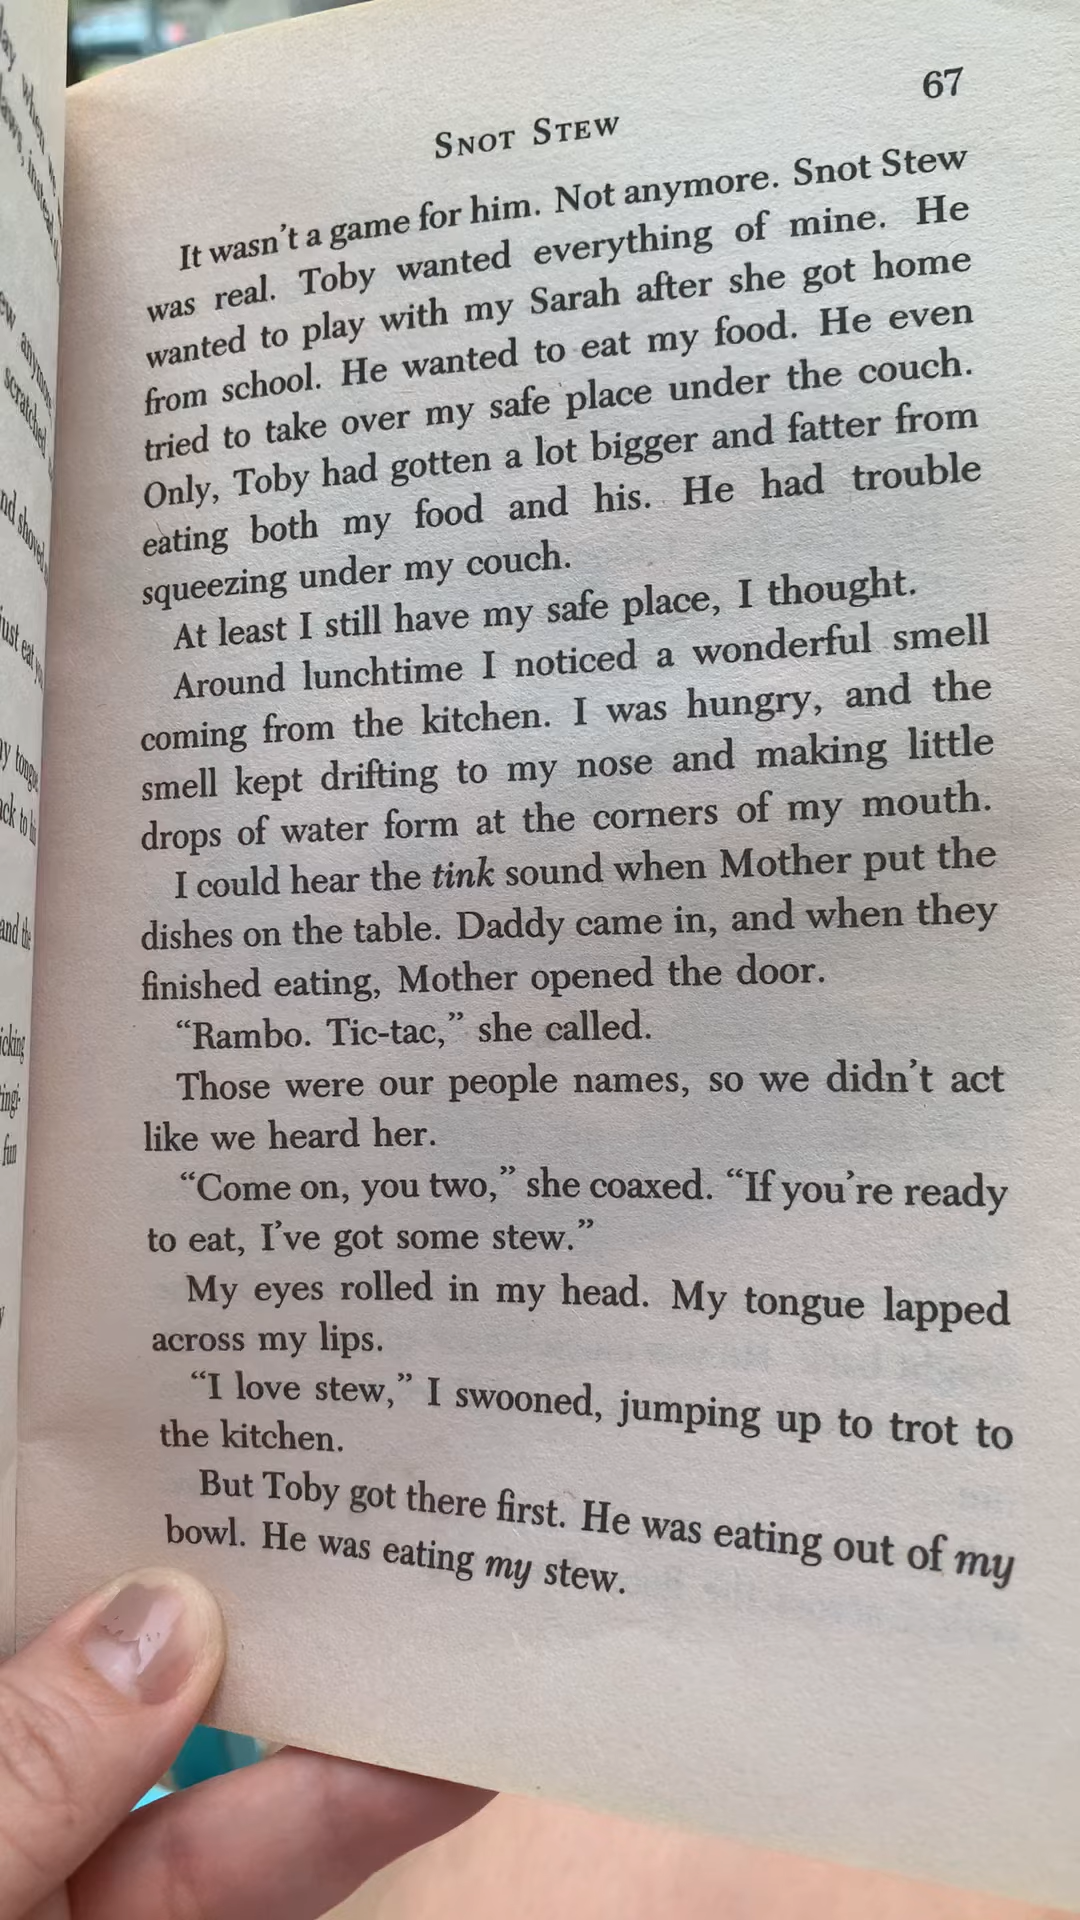 67
SNOT STEW
It wasn't a game for him. Not anymore. Snot Stew
was real. Toby wanted everything of mine. He
wanted to play with my Sarah after she got home
from school. He wanted to eat my food. He even
tried to take over my safe place under the couch.
Only, Toby had gotten a lot bigger and fatter from
eating both my food and his. He had trouble
squeezing under my couch.
At least I still have my safe place, I thought.
Around lunchtime I noticed a wonderful smell
coming from the kitchen. I was hungry, and the
smell kept drifting to my nose and making little
drops of water form at the corners of my mouth.
I could hear the tink sound when Mother put the
dishes on the table. Daddy came in, and when they
finished eating, Mother opened the door.
“Rambo. Tic-tac,” she called.
Those were our people names, so we didn't act
like we heard her.
“Come on, you two,” she coaxed. “If you're ready
to eat, I've got some stew.”
My eyes rolled in my head. My tongue lapped
across my lips.
“I love stew,” I swooned, jumping up to trot to
the kitchen.
But Toby got there first. He was eating out of my
bowl. He was eating my stew.